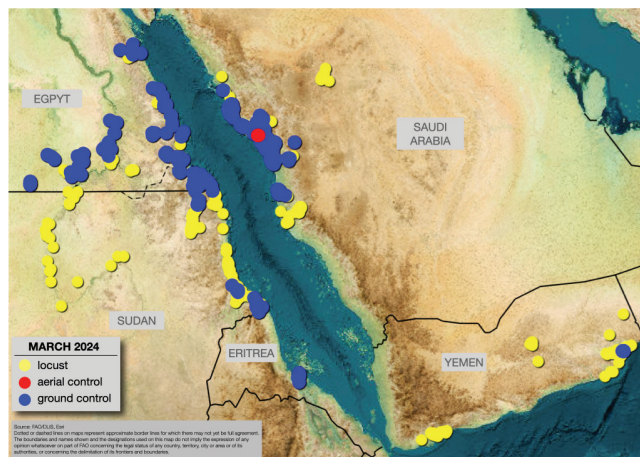 EGPYT
SAUDI
ARABIA
SUDAN
ERITREA
YEMEN
MARCH 2024
locust
aerial control
ground control
Source: FAO/DLIS, Esri
Dotted or dashed lines on maps represent approximate border lines for which there may not yet be full agreement.
The boundaries and names shown and the designations used on this map do not imply the expression of any
opinion whatsoever on part of FAO concerning the legal status of any country, territory, city or area or of its
authorities, or concerning the delimitation of its frontiers and boundaries.